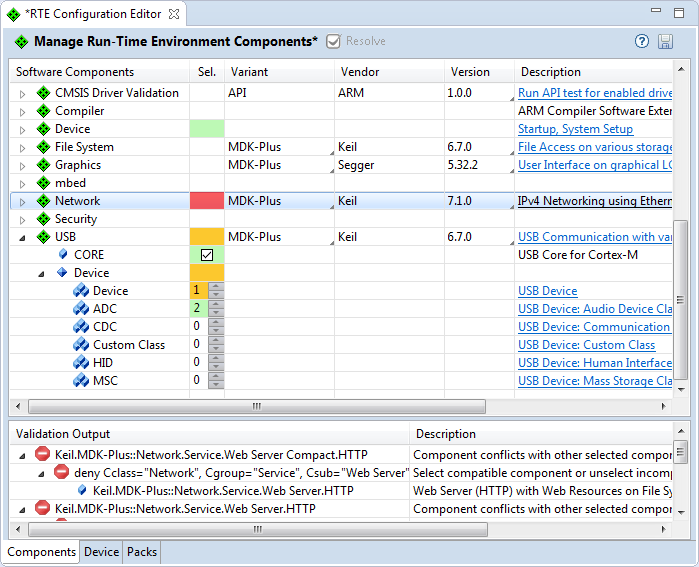 *RTE Configuration Editor
Manage Run-Time Environment Components* Resolve
Software Components Sel. Variant Vendor Version Description
CMSIS Driver Validation API ARM 1.0.0 Run API test for enabled drive
Compiler ARM Compiler Software Exter
Device Startup, System Setup
File System MDK-Plus Keil 6.7.0 File Access on various storage
Graphics MDK-Plus Segger 5.32.2 User Interface on graphical LC
mbed
Network MDK-Plus Keil 7.1.0 IPv4 Networking using Ethern
Security
USB MDK-Plus Keil 6.7.0 USB Communication with var
CORE USB Core for Cortex-M
Device
Device 1 USB Device
ADC 2 USB Device: Audio Device Cla
CDC 0 USB Device: Communication
Custom Class 0 USB Device: Custom Class
HID 0 USB Device: Human Interface
MSC 0 USB Device: Mass Storage Cla
Validation Output Description
Keil.MDK-Plus::Network.Service.Web Server Compact.HTTP Component conflicts with other selected compor
deny Cclass="Network", Cgroup="Service", Csub="Web Server" Select compatible component or unselect incomp
Keil.MDK-Plus::Network.Service.Web Server.HTTP Web Server (HTTP) with Web Resources on File Sy
Keil.MDK-Plus::Network.Service.Web Server.HTTP Component conflicts with other selected compor
Components Device Packs